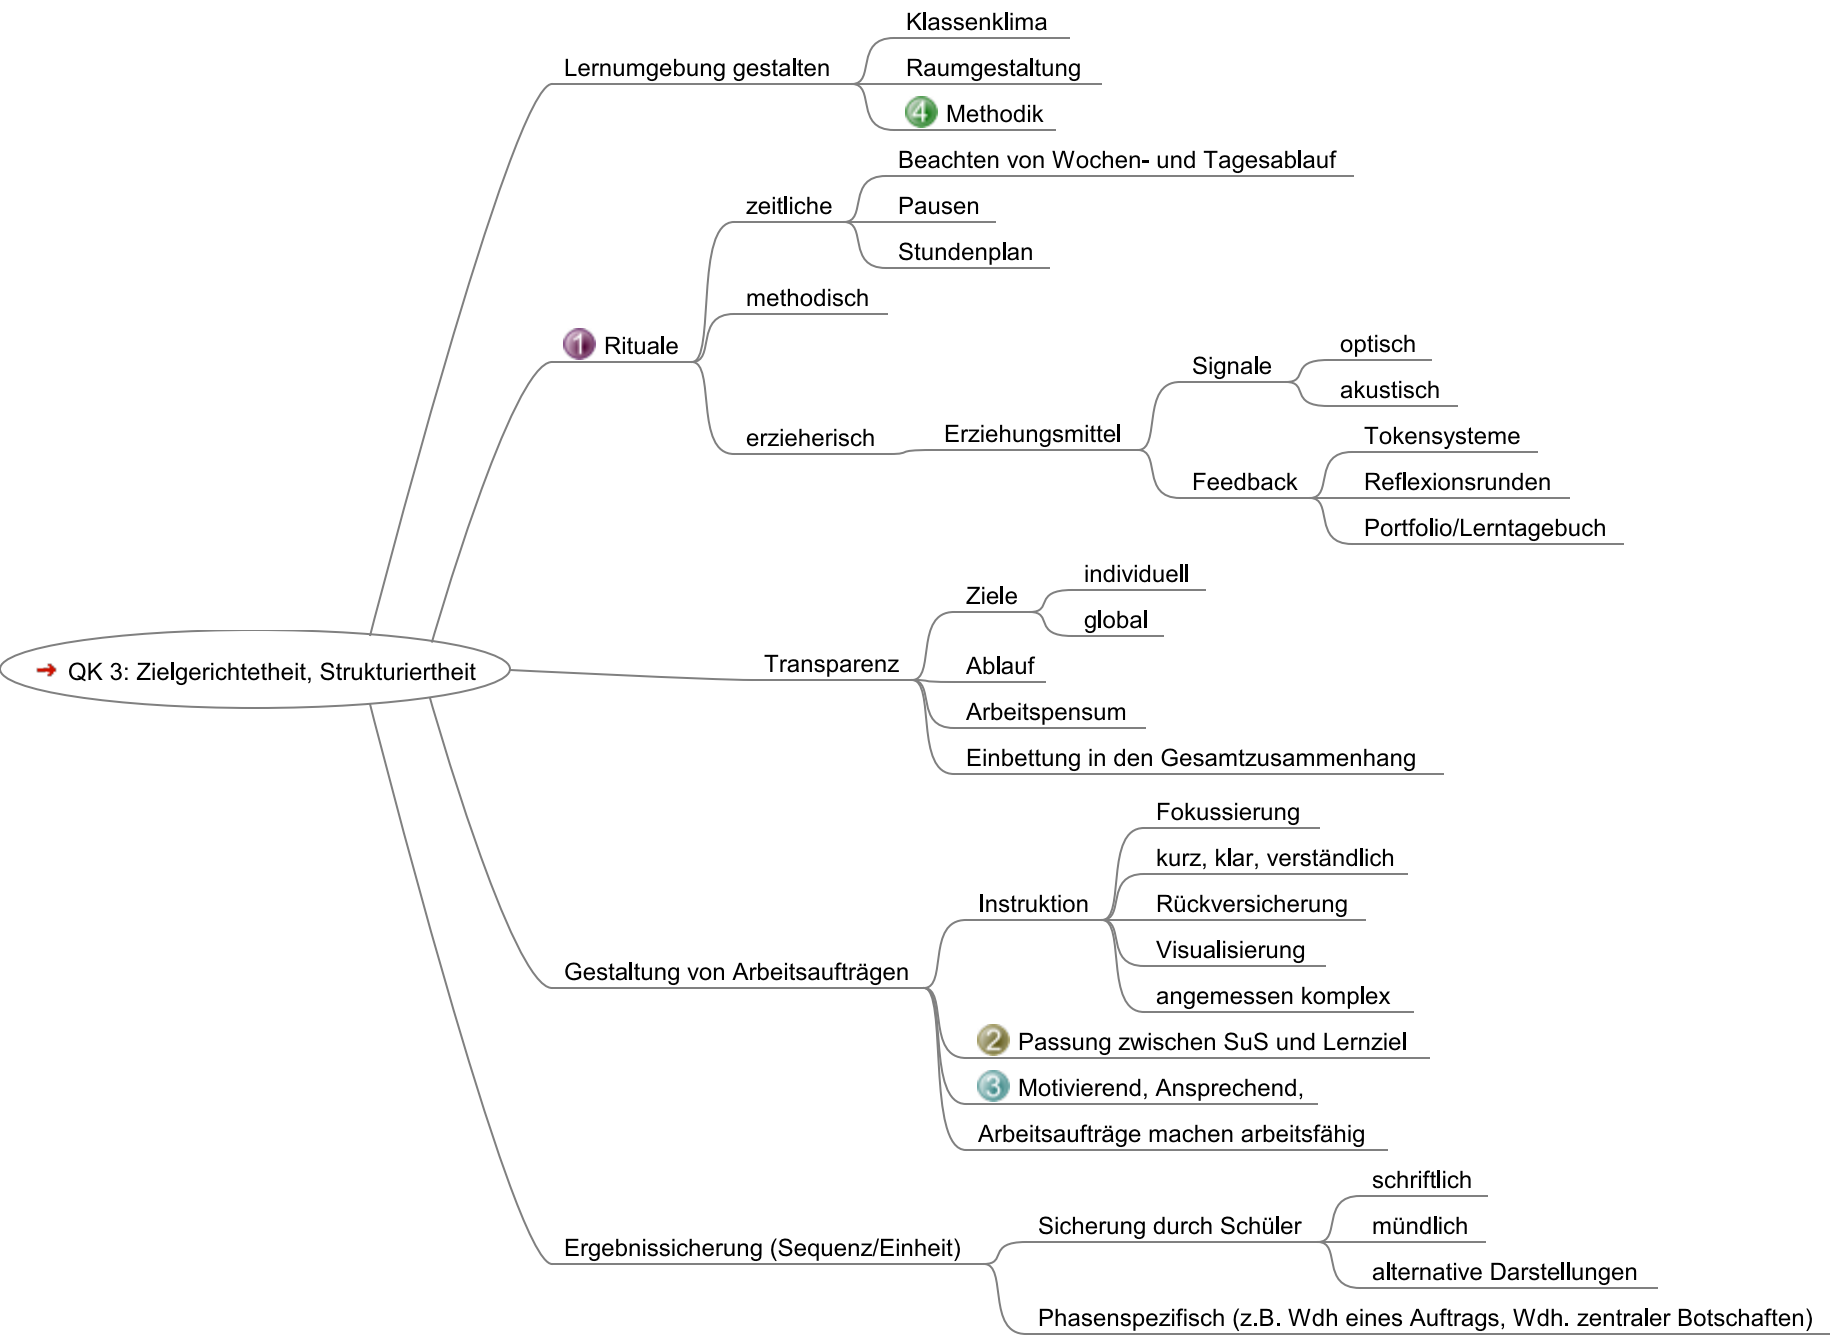 Klassenklima
Lernumgebung gestalten
Raumgestaltung
4 Methodik
Beachten von Wochen- und Tagesablauf
zeitliche
Pausen
Stundenplan
methodisch
1 Rituale
optisch
Signale
akustisch
erzieherisch
Erziehungsmittel
Tokensysteme
Feedback
Reflexionsrunden
Portfolio/Lerntagebuch
individuell
Ziele
global
QK 3: Zielgerichtetheit, Strukturiertheit
Transparenz
Ablauf
Arbeitspensum
Einbettung in den Gesamtzusammenhang
Fokussierung
kurz, klar, verständlich
Instruktion
Rückversicherung
Visualisierung
angemessen komplex
Gestaltung von Arbeitsaufträgen
2 Passung zwischen SuS und Lernziel
3 Motivierend, Ansprechend,
Arbeitsaufträge machen arbeitsfähig
schriftlich
Sicherung durch Schüler
mündlich
alternative Darstellungen
Ergebnissicherung (Sequenz/Einheit)
Phasenspezifisch (z.B. Wdh eines Auftrags, Wdh. zentraler Botschaften)